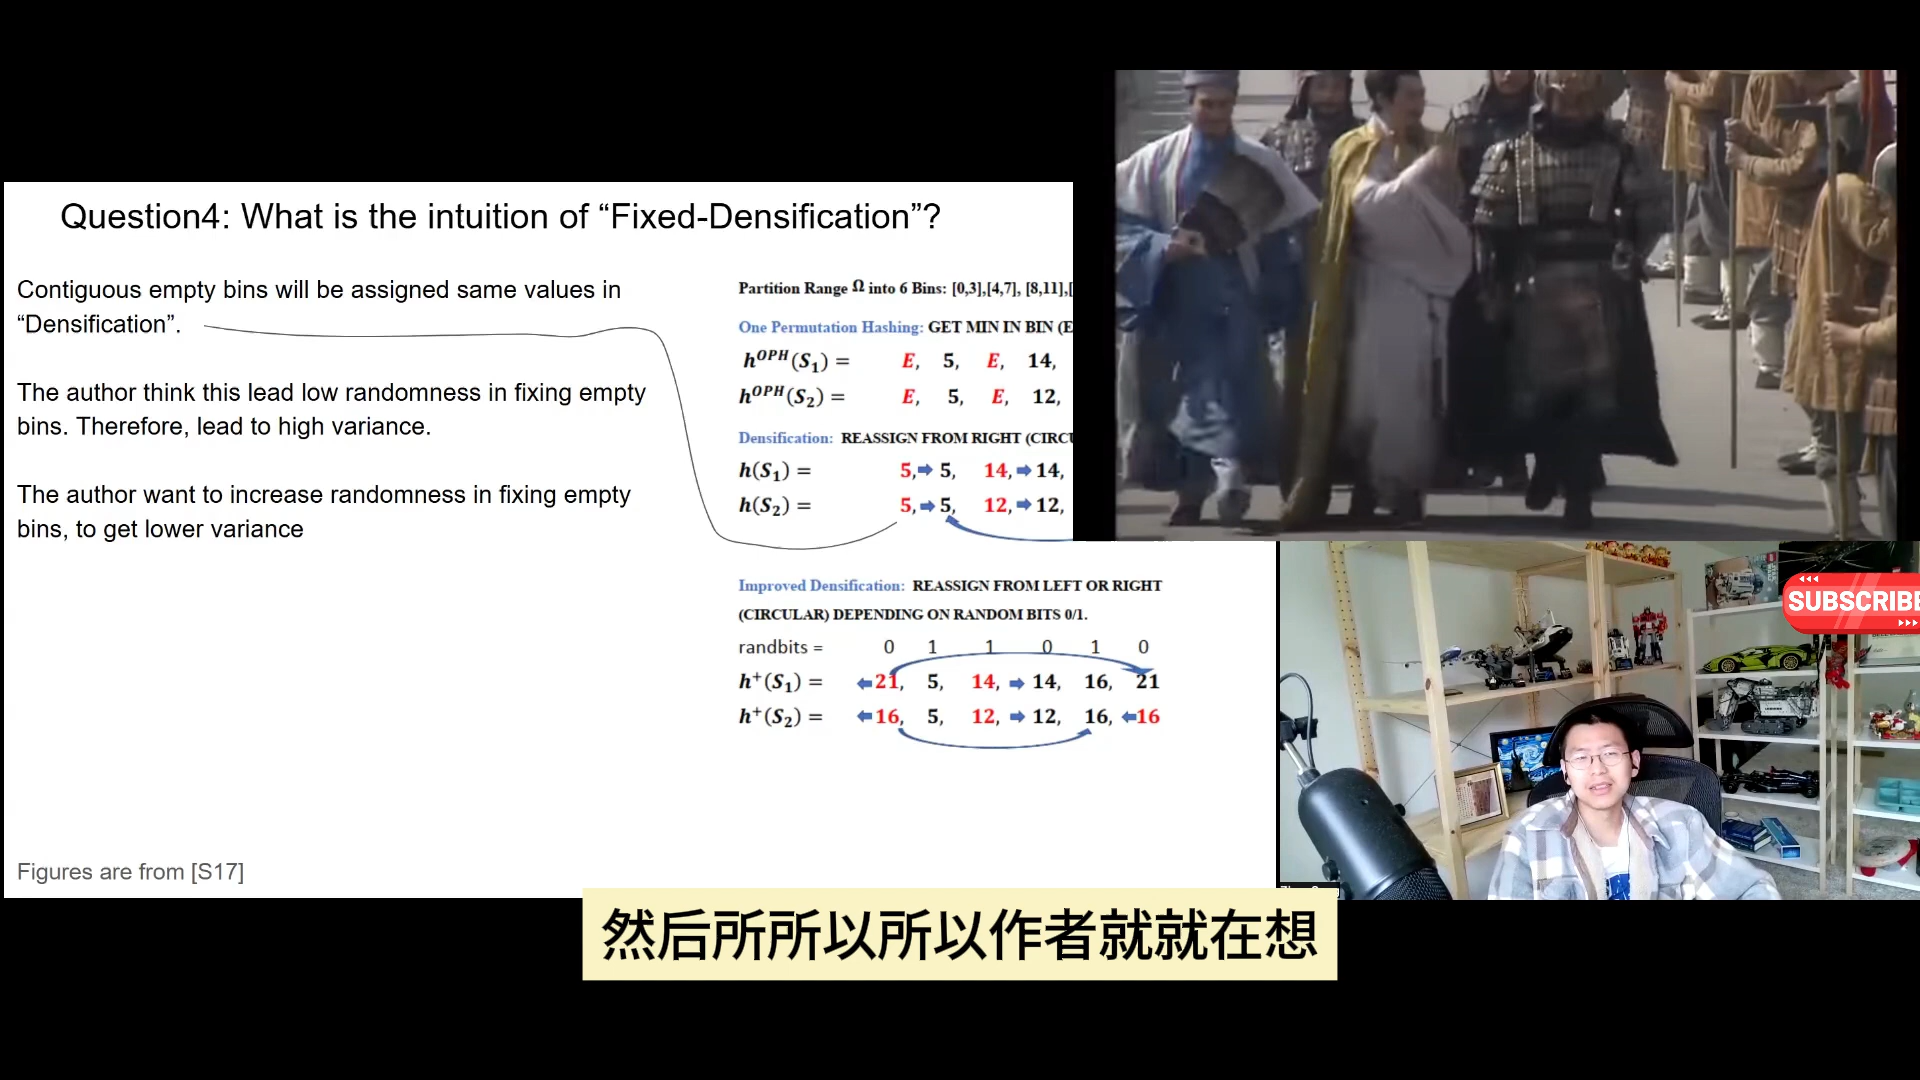 Question4: What is the intuition of “Fixed-Densification”?
Contiguous empty bins will be assigned same values in
“Densification”.
The author think this lead low randomness in fixing empty
bins. Therefore, lead to high variance.
The author want to increase randomness in fixing empty
bins, to get lower variance
Figures are from [S17]
Partition Range Ω into 6 Bins: [0,3],[4,7], [8,11],[
One Permutation Hashing: GET MIN IN BIN (E
h^OPH(S₁) = E, 5, E, 14,
h^OPH(S₂) = E, 5, E, 12,
Densification: REASSIGN FROM RIGHT (CIRCU
h(S₁) = 5,➡ 5, 14,➡ 14,
h(S₂) = 5,➡ 5, 12,➡ 12,
Improved Densification: REASSIGN FROM LEFT OR RIGHT
(CIRCULAR) DEPENDING ON RANDOM BITS 0/1.
randbits = 0 1 1 0 1 0
h⁺(S₁) = ⬅21, 5, 14, ➡ 14, 16, 21
h⁺(S₂) = ⬅16, 5, 12, ➡ 12, 16, ⬅16
SUBSCRIBE
然后所所以所以作者就就在想